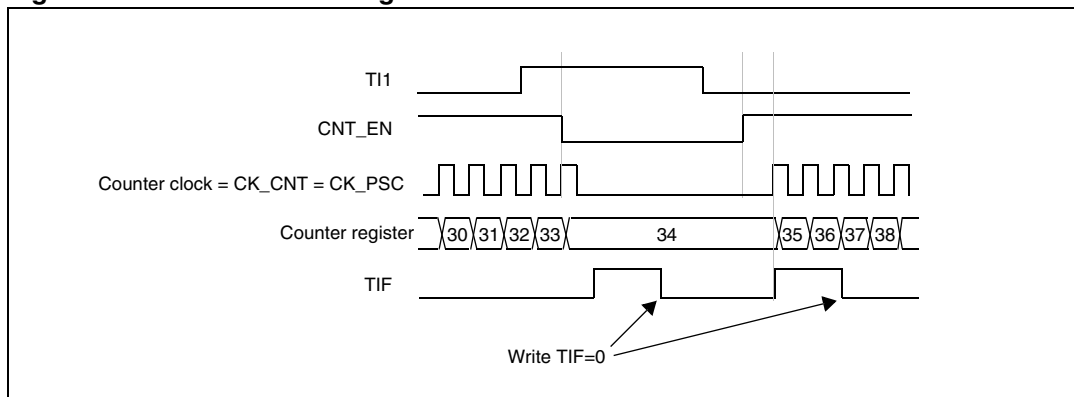 TI1
CNT_EN
Counter clock = CK_CNT = CK_PSC
Counter register 30 31 32 33 34 35 36 37 38
TIF
Write TIF=0